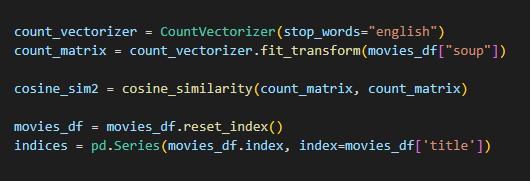 count_vectorizer = CountVectorizer(stop_words="english")
count_matrix = count_vectorizer.fit_transform(movies_df["soup"])
cosine_sim2 = cosine_similarity(count_matrix, count_matrix)
movies_df = movies_df.reset_index()
indices = pd.Series(movies_df.index, index=movies_df['title'])